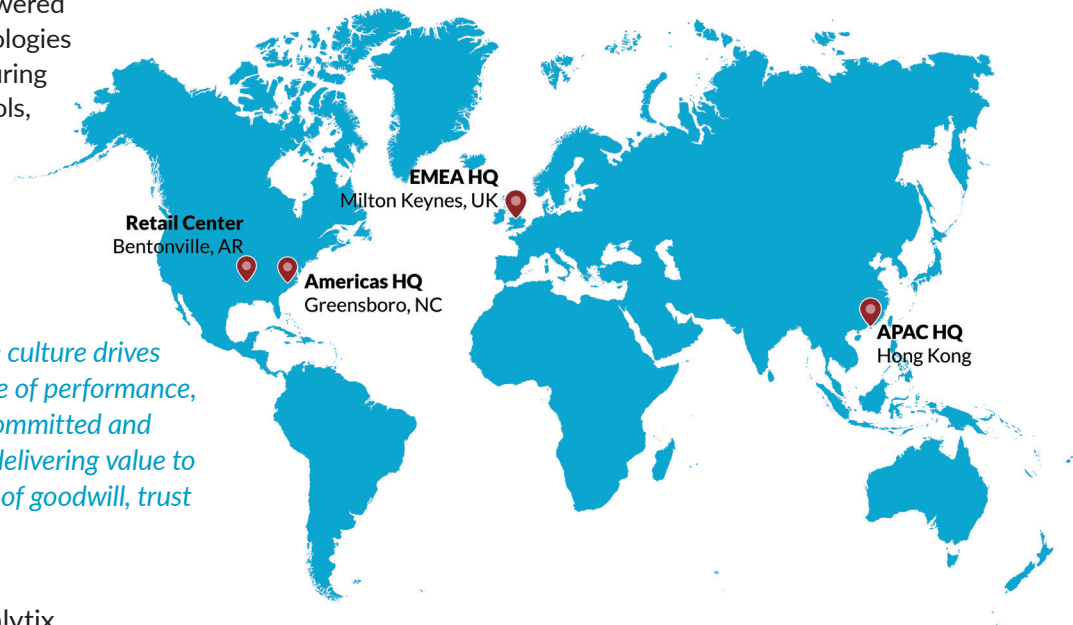 wered
ologies
uring
ols,
EMEA HQ
Milton Keynes, UK
Retail Center
Bentonville, AR
Americas HQ
Greensboro, NC
APAC HQ
Hong Kong
e culture drives
e of performance,
ommitted and
delivering value to
of goodwill, trust
lytix